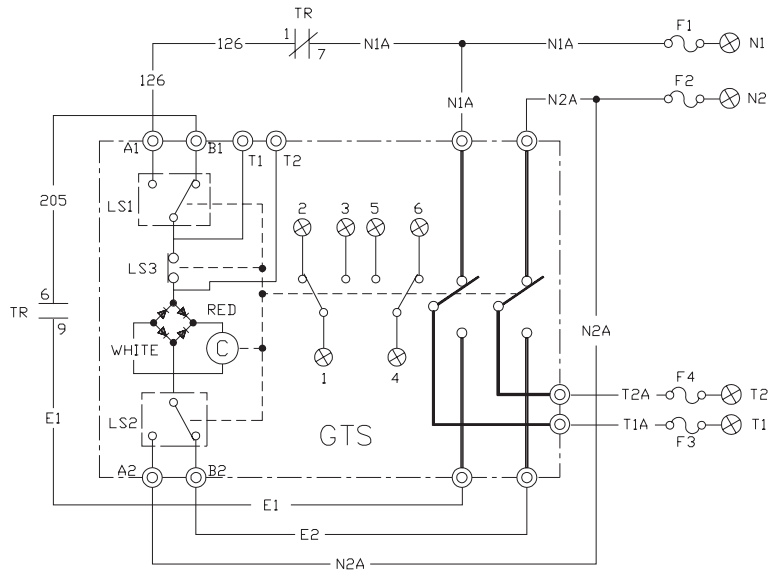 TR
F1
126
1
7
N1A
N1A
N1
126
N1A
N2A
F2
N2
A1
B1
T1
T2
205
LS1
2
3
5
6
LS3
6
TR
9
RED
WHITE
C
1
4
N2A
E1
LS2
GTS
T2A
F4
T2
T1A
F3
T1
A2
B2
E1
E2
N2A